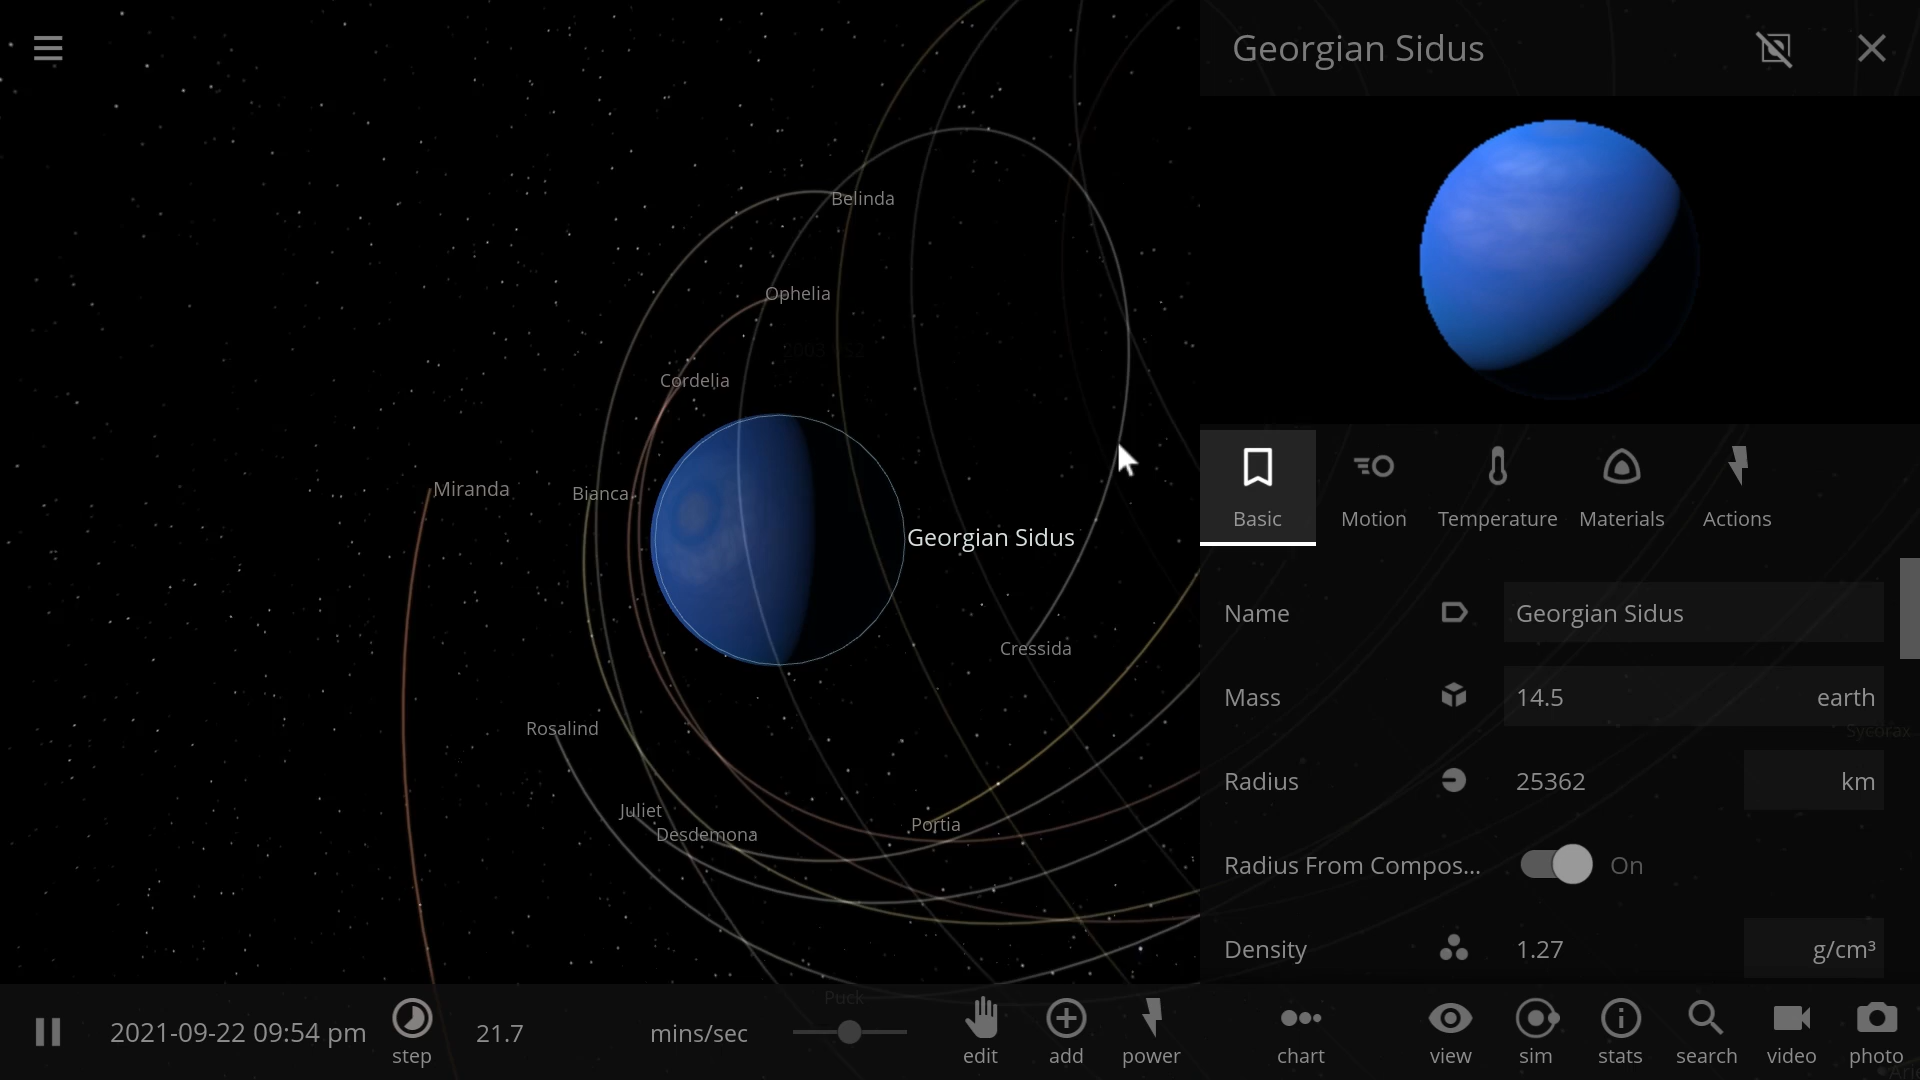 Georgian Sidus
Belinda
Ophelia
Cordelia
Miranda
Bianca
Georgian Sidus
Cressida
Rosalind
Juliet
Desdemona
Portia
Puck
Basic
Motion
Temperature
Materials
Actions
Name
Georgian Sidus
Mass
14.5
earth
Sycorax
Radius
25362
km
Radius From Compos...
On
Density
1.27
g/cm³
2021-09-22 09:54 pm
step
21.7
mins/sec
edit
add
power
chart
view
sim
stats
search
video
photo